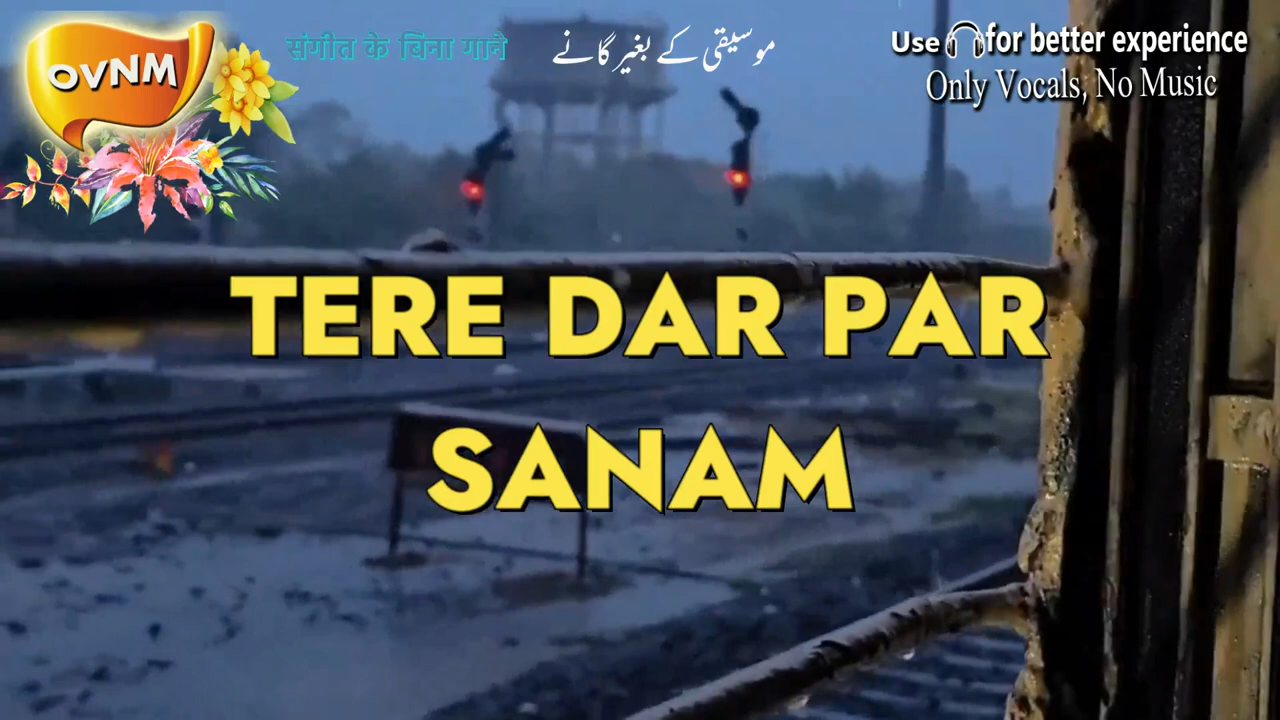 OVNM
संगीत के बिना गाने
موسیقی کے بغیر گانے
Use for better experience
Only Vocals, No Music
TERE DAR PAR
SANAM